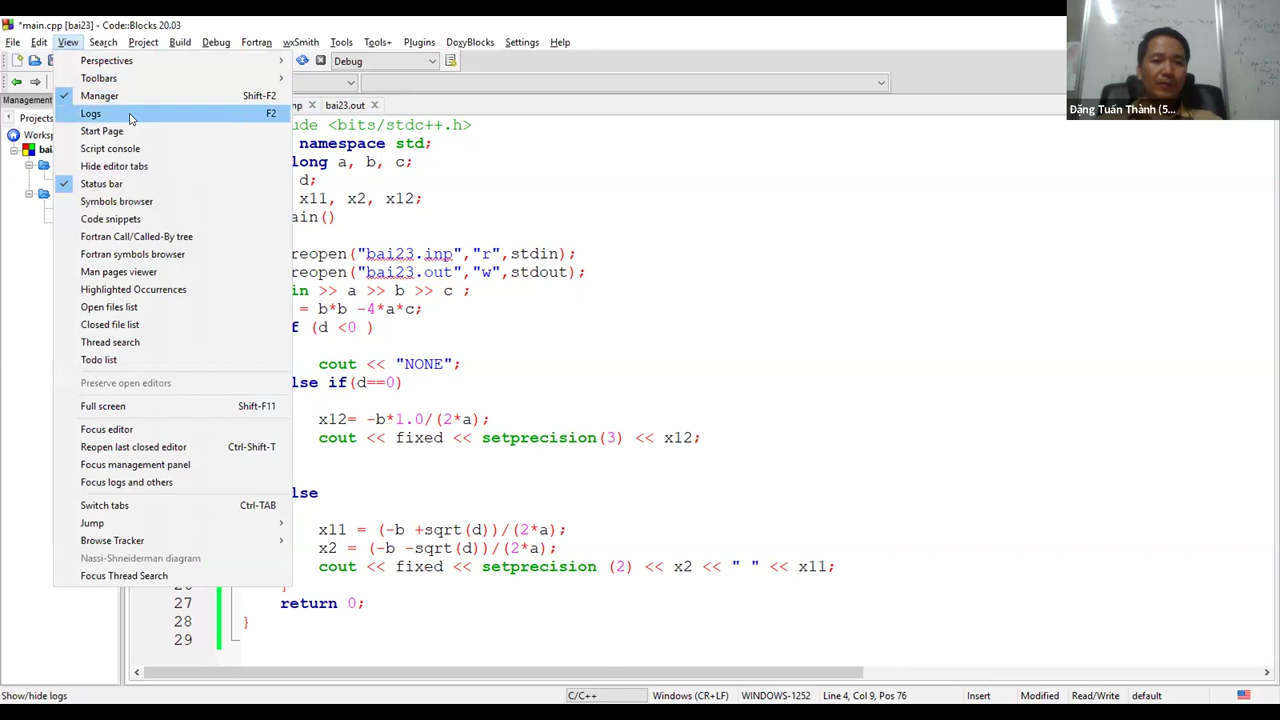 *main.cpp [bai23] - Code::Blocks 20.03
File Edit View Search Project Build Debug Fortran wxSmith Tools Tools+ Plugins DoxyBlocks Settings Help
Debug
Management
Projects
Worksp
bai
Perspectives
Toolbars
Manager Shift-F2
Logs F2
Start Page
Script console
Hide editor tabs
Status bar
Symbols browser
Code snippets
Fortran Call/Called-By tree
Fortran symbols browser
Man pages viewer
Highlighted Occurrences
Open files list
Closed file list
Thread search
Todo list
Preserve open editors
Full screen Shift-F11
Focus editor
Reopen last closed editor Ctrl-Shift-T
Focus management panel
Focus logs and others
Switch tabs Ctrl-TAB
Jump
Browse Tracker
Nassi-Shneiderman diagram
Focus Thread Search
np bai23.out
ude <bits/stdc++.h>
namespace std;
long a, b, c;
d;
x11, x2, x12;
ain()
reopen("bai23.inp","r",stdin);
reopen("bai23.out","w",stdout);
in >> a >> b >> c ;
= b*b -4*a*c;
f (d <0 )
cout << "NONE";
lse if(d==0)
x12= -b*1.0/(2*a);
cout << fixed << setprecision(3) << x12;
lse
x11 = (-b +sqrt(d))/(2*a);
x2 = (-b -sqrt(d))/(2*a);
cout << fixed << setprecision (2) << x2 << " " << x11;
27 return 0;
28 }
29
Show/hide logs C/C++ Windows (CR+LF) WINDOWS-1252 Line 4, Col 9, Pos 76 Insert Modified Read/Write default
Đặng Tuấn Thành (5...